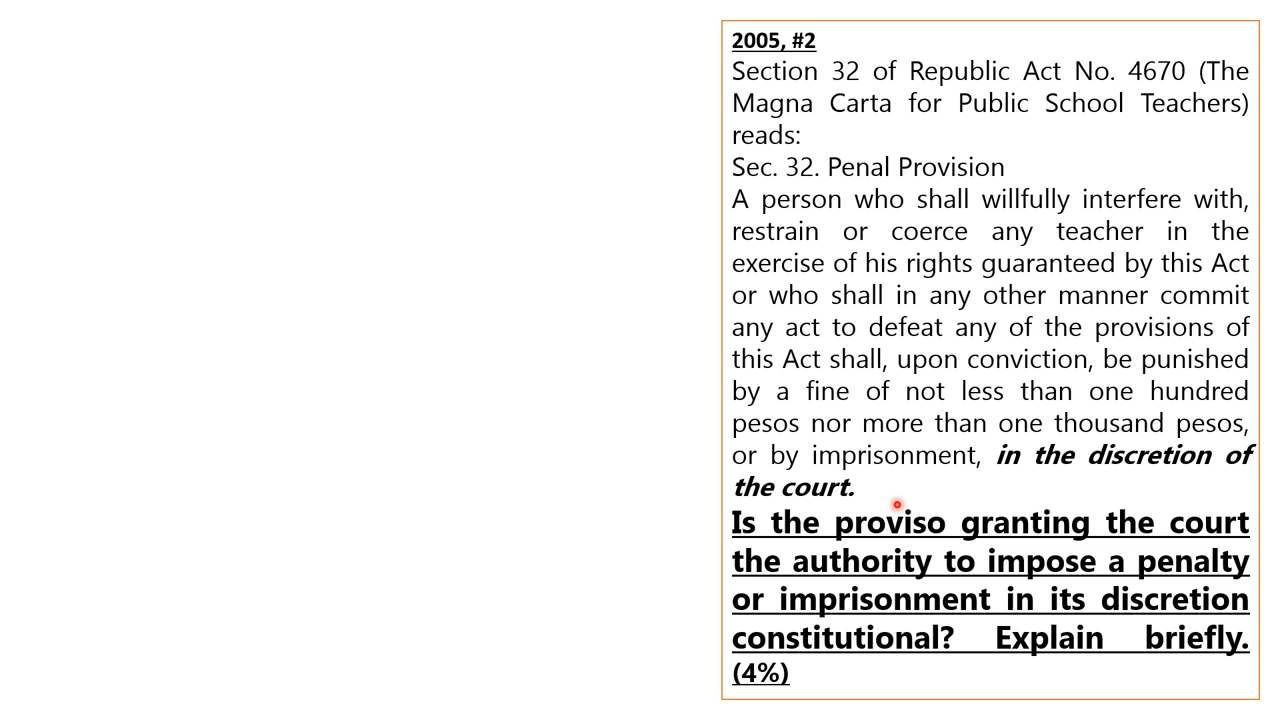 2005, #2
Section 32 of Republic Act No. 4670 (The
Magna Carta for Public School Teachers)
reads:
Sec. 32. Penal Provision
A person who shall willfully interfere with,
restrain or coerce any teacher in the
exercise of his rights guaranteed by this Act
or who shall in any other manner commit
any act to defeat any of the provisions of
this Act shall, upon conviction, be punished
by a fine of not less than one hundred
pesos nor more than one thousand pesos,
or by imprisonment, in the discretion of
the court.
Is the proviso granting the court
the authority to impose a penalty
or imprisonment in its discretion
constitutional? Explain briefly.
(4%)